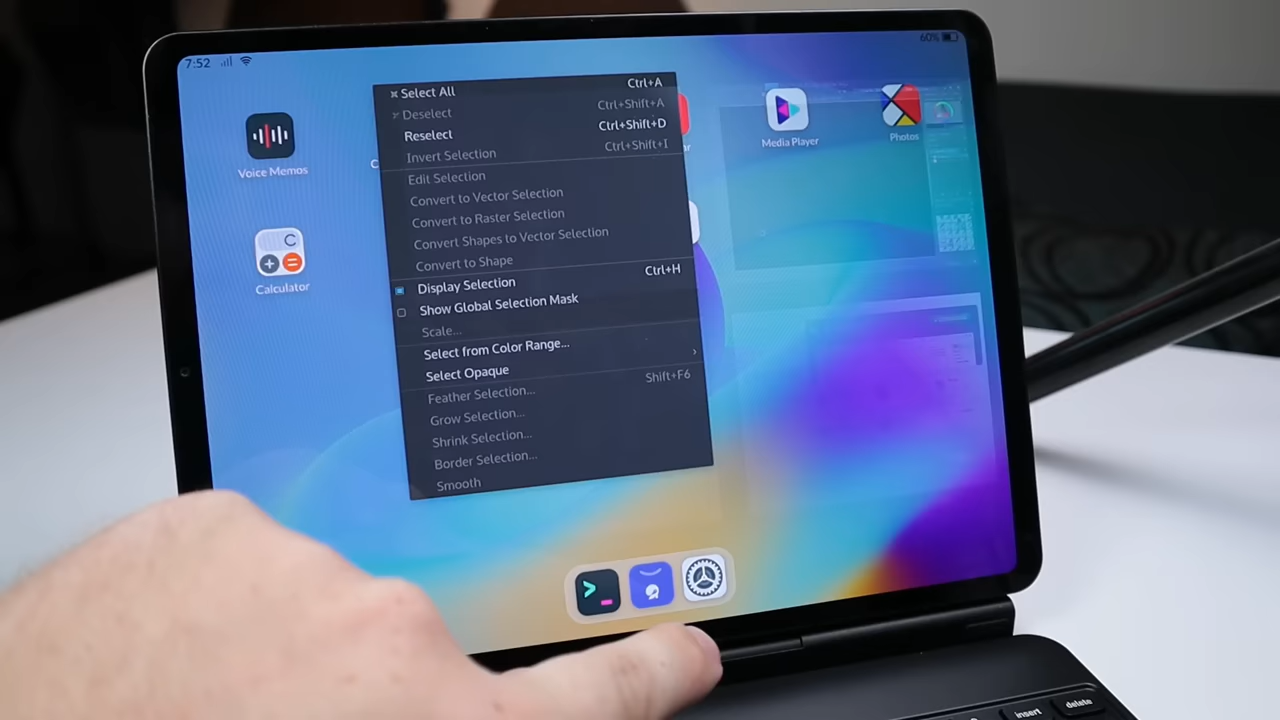 7:52
60%
Voice Memos
Calculator
Select All Ctrl+A
Deselect Ctrl+Shift+A
Reselect Ctrl+Shift+D
Invert Selection Ctrl+Shift+I
Edit Selection
Convert to Vector Selection
Convert to Raster Selection
Convert Shapes to Vector Selection
Convert to Shape
Display Selection Ctrl+H
Show Global Selection Mask
Scale...
Select from Color Range...
Select Opaque
Feather Selection... Shift+F6
Grow Selection...
Shrink Selection...
Border Selection...
Smooth
Media Player
Photos
insert
delete